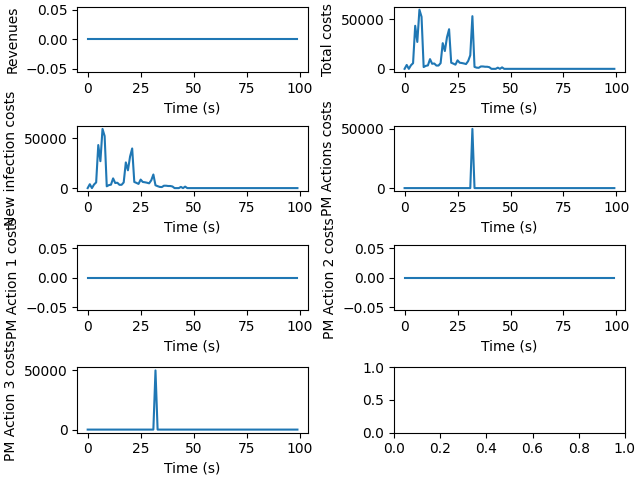 Revenues
0.05
0.00
−0.05
0 25 50 75 100
Time (s)
Total costs
50000
0
0 25 50 75 100
Time (s)
New infection costs
50000
0
0 25 50 75 100
Time (s)
PM Actions costs
50000
0
0 25 50 75 100
Time (s)
PM Action 1 costs
0.05
0.00
−0.05
0 25 50 75 100
Time (s)
PM Action 2 costs
0.05
0.00
−0.05
0 25 50 75 100
Time (s)
PM Action 3 costs
50000
0
0 25 50 75 100
Time (s)
1.0
0.5
0.0
0.0 0.2 0.4 0.6 0.8 1.0